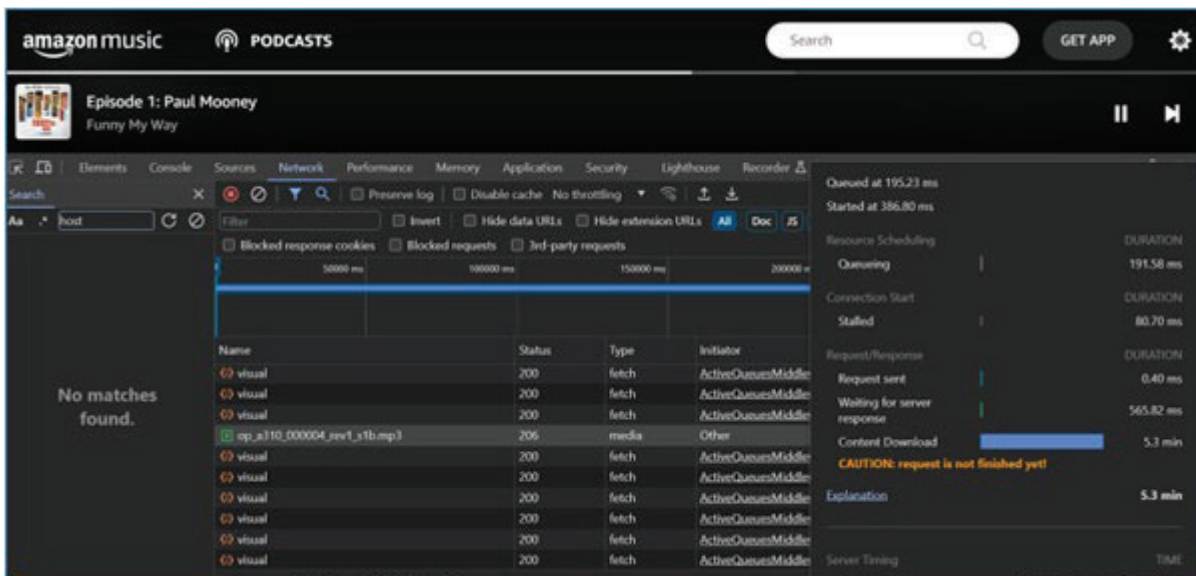 amazon music
PODCASTS
Search
GET APP
Episode 1: Paul Mooney
Funny My Way
Elements Console Sources Network Performance Memory Application Security Lighthouse Recorder
Search
Preserve log Disable cache No throttling
Aa .* host
Filter Invert Hide data URLs Hide extension URLs All Doc JS
Blocked response cookies Blocked requests 3rd-party requests
50000 ms 100000 ms 150000 ms 200000
Name Status Type Initiator
visual 200 fetch ActiveQueuesMiddle
visual 200 fetch ActiveQueuesMiddle
visual 200 fetch ActiveQueuesMiddle
op_a310_000004_rev1_s1b.mp3 206 media Other
visual 200 fetch ActiveQueuesMiddle
visual 200 fetch ActiveQueuesMiddle
visual 200 fetch ActiveQueuesMiddle
visual 200 fetch ActiveQueuesMiddle
visual 200 fetch ActiveQueuesMiddle
visual 200 fetch ActiveQueuesMiddle
No matches
found.
Queued at 195.23 ms
Started at 386.80 ms
Resource Scheduling DURATION
Queueing 191.58 ms
Connection Start DURATION
Stalled 80.70 ms
Request/Response DURATION
Request sent 0.40 ms
Waiting for server
response 565.82 ms
Content Download 5.3 min
CAUTION: request is not finished yet!
Explanation 5.3 min
Server Timing TIME